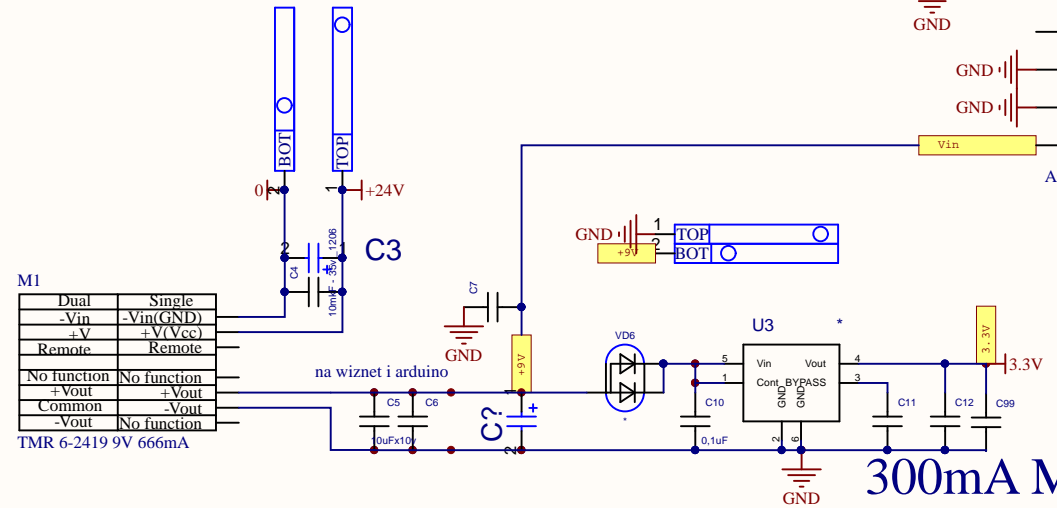 GND
GND
GND
Vin
A
BOT
TOP
0
2
1
+24V
2
1
C4
10mkF - 35v_1206
C3
GND
1
TOP
+9V
2
BOT
M1
Dual Single
-Vin -Vin(GND)
+V +V(Vcc)
Remote Remote
No function No function
+Vout +Vout
Common -Vout
-Vout No function
TMR 6-2419 9V 666mA
C7
GND
+9V
na wiznet i arduino
C5
C6
10uFx10v
1
C?
+
2
VD6
U3
*
5
Vin
Vout
4
1
Cont_BYPASS
3
GND
GND
2
6
C10
0,1uF
C11
C12
C99
3.3V
3.3V
GND
300mA M